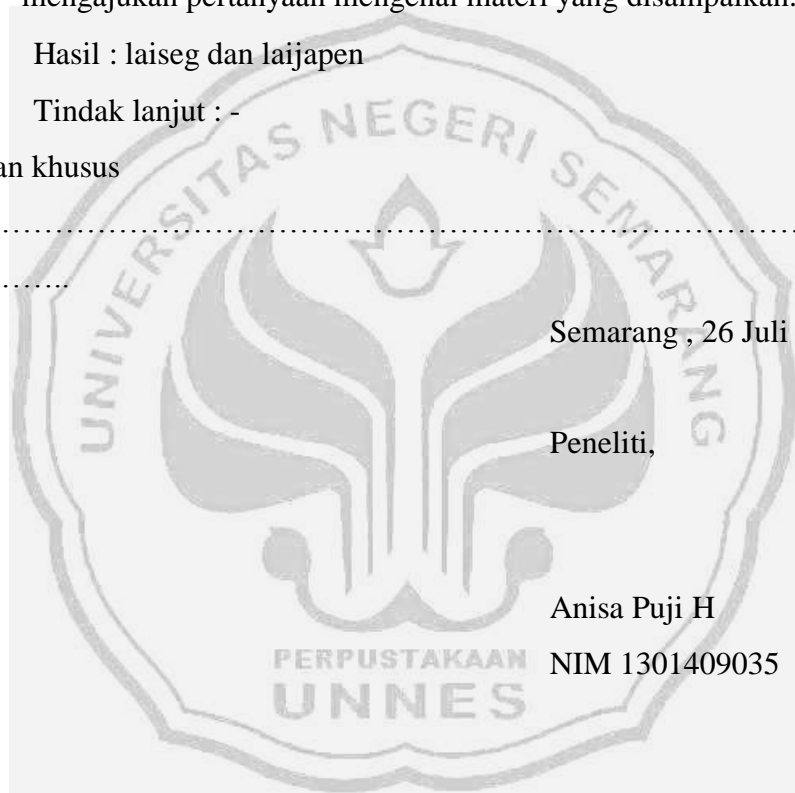 mengajukan pertanyaan mengenai materi yang disampaikan.
Hasil : laiseg dan laijapen
Tindak lanjut : -
an khusus
……………………………………………………………………………
……..
Semarang , 26 Juli
Peneliti,
Anisa Puji H
NIM 1301409035
UNIVERSITAS NEGERI SEMARANG
PERPUSTAKAAN
UNNES